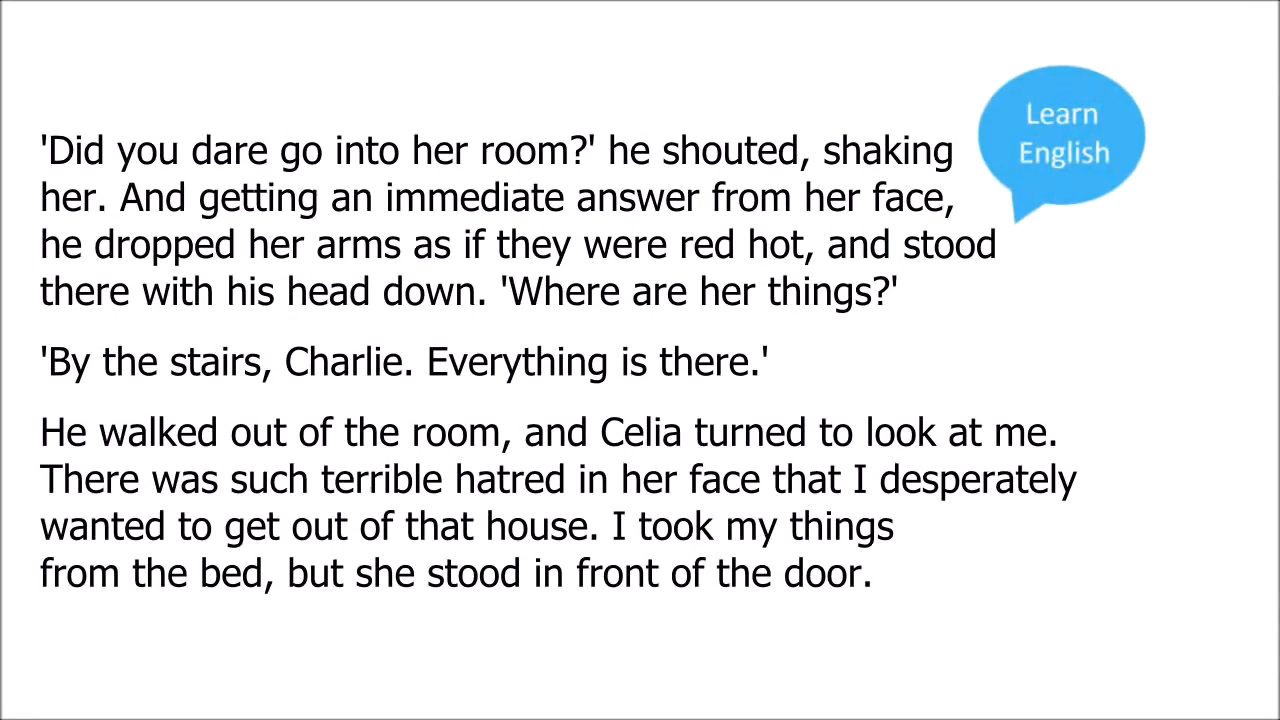 Learn
English
'Did you dare go into her room?' he shouted, shaking
her. And getting an immediate answer from her face,
he dropped her arms as if they were red hot, and stood
there with his head down. 'Where are her things?'
'By the stairs, Charlie. Everything is there.'
He walked out of the room, and Celia turned to look at me.
There was such terrible hatred in her face that I desperately
wanted to get out of that house. I took my things
from the bed, but she stood in front of the door.